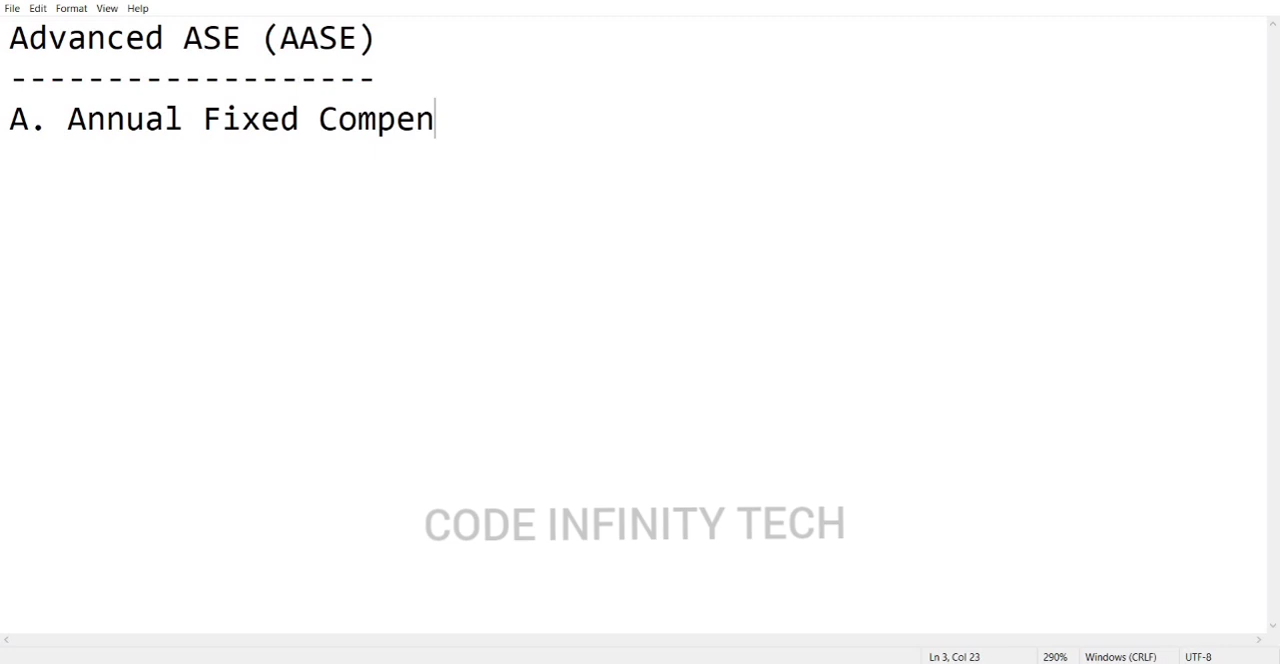 File Edit Format View Help
Advanced ASE (AASE)
-------------------
A. Annual Fixed Compen
CODE INFINITY TECH
Ln 3, Col 23 290% Windows (CRLF) UTF-8